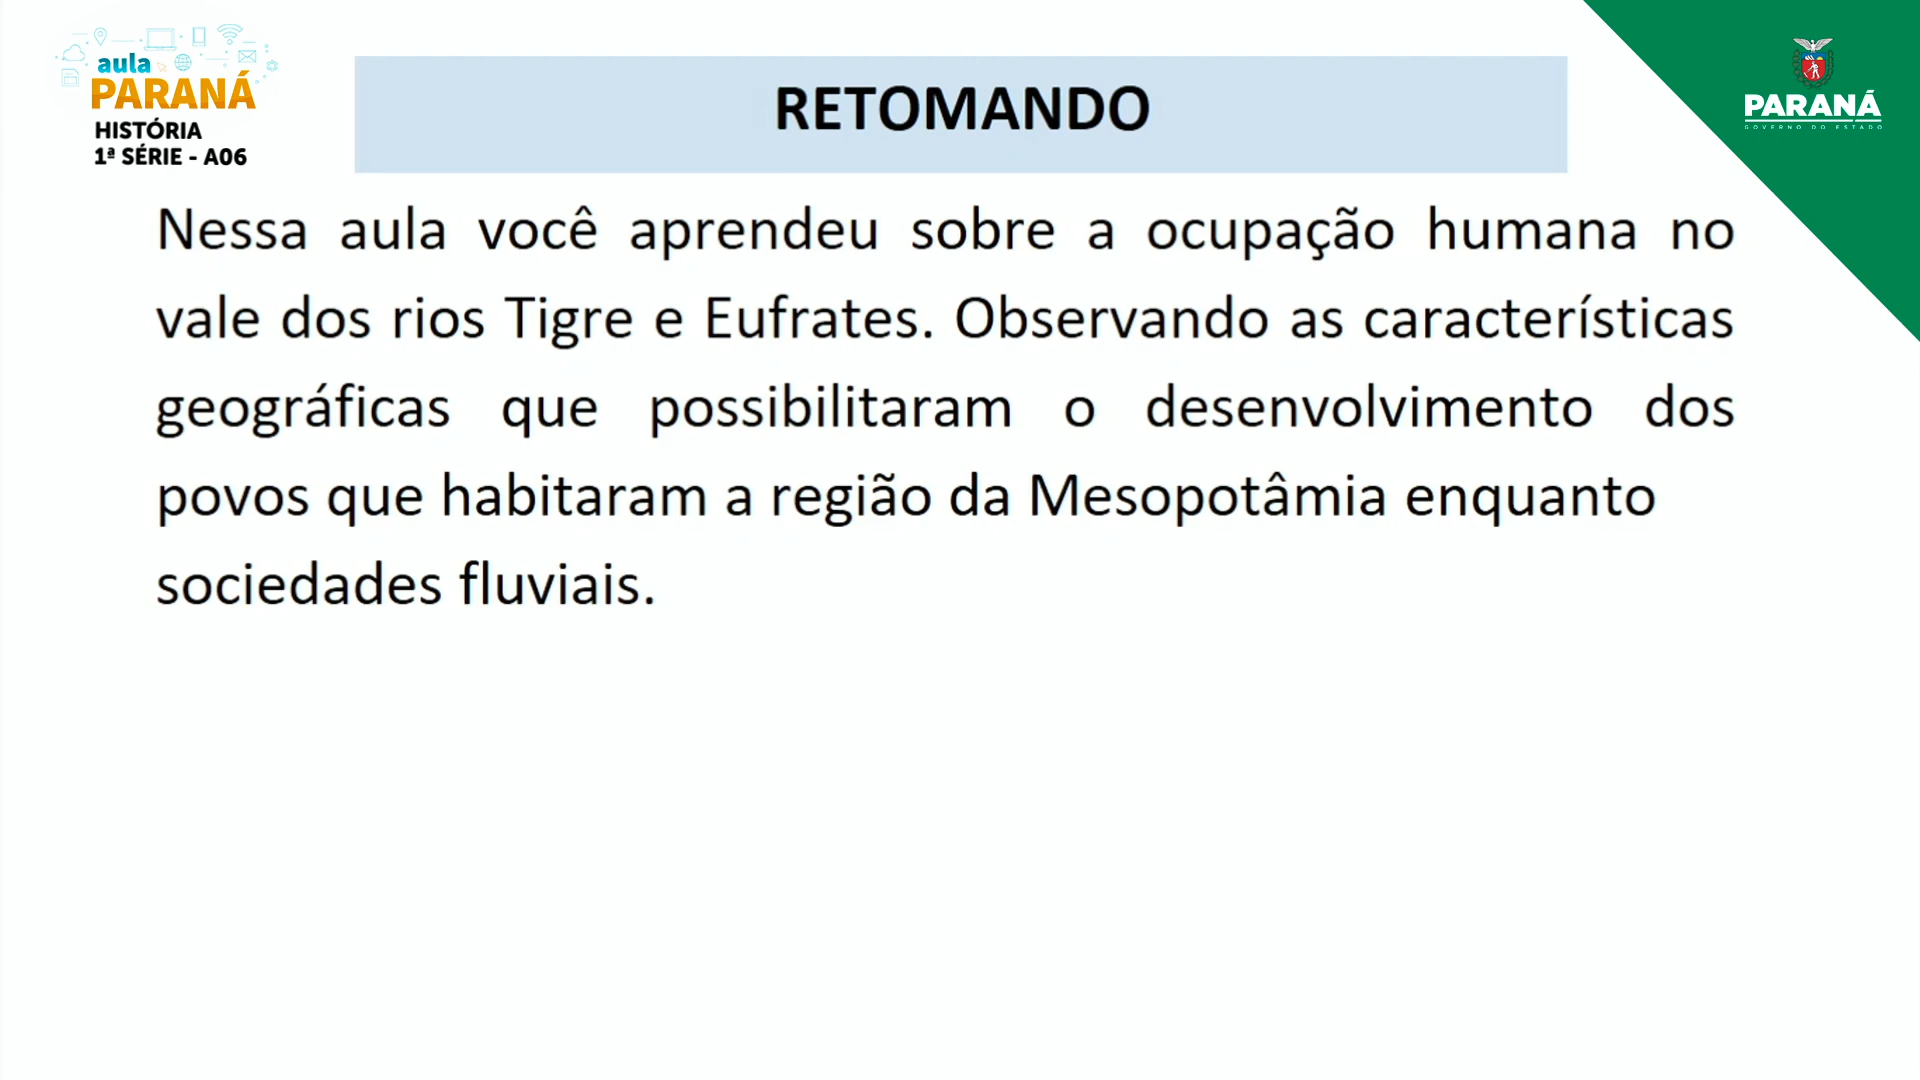 aula
PARANÁ
HISTÓRIA
1ª SÉRIE - A06
RETOMANDO
PARANÁ
GOVERNO DO ESTADO
Nessa aula você aprendeu sobre a ocupação humana no
vale dos rios Tigre e Eufrates. Observando as características
geográficas que possibilitaram o desenvolvimento dos
povos que habitaram a região da Mesopotâmia enquanto
sociedades fluviais.